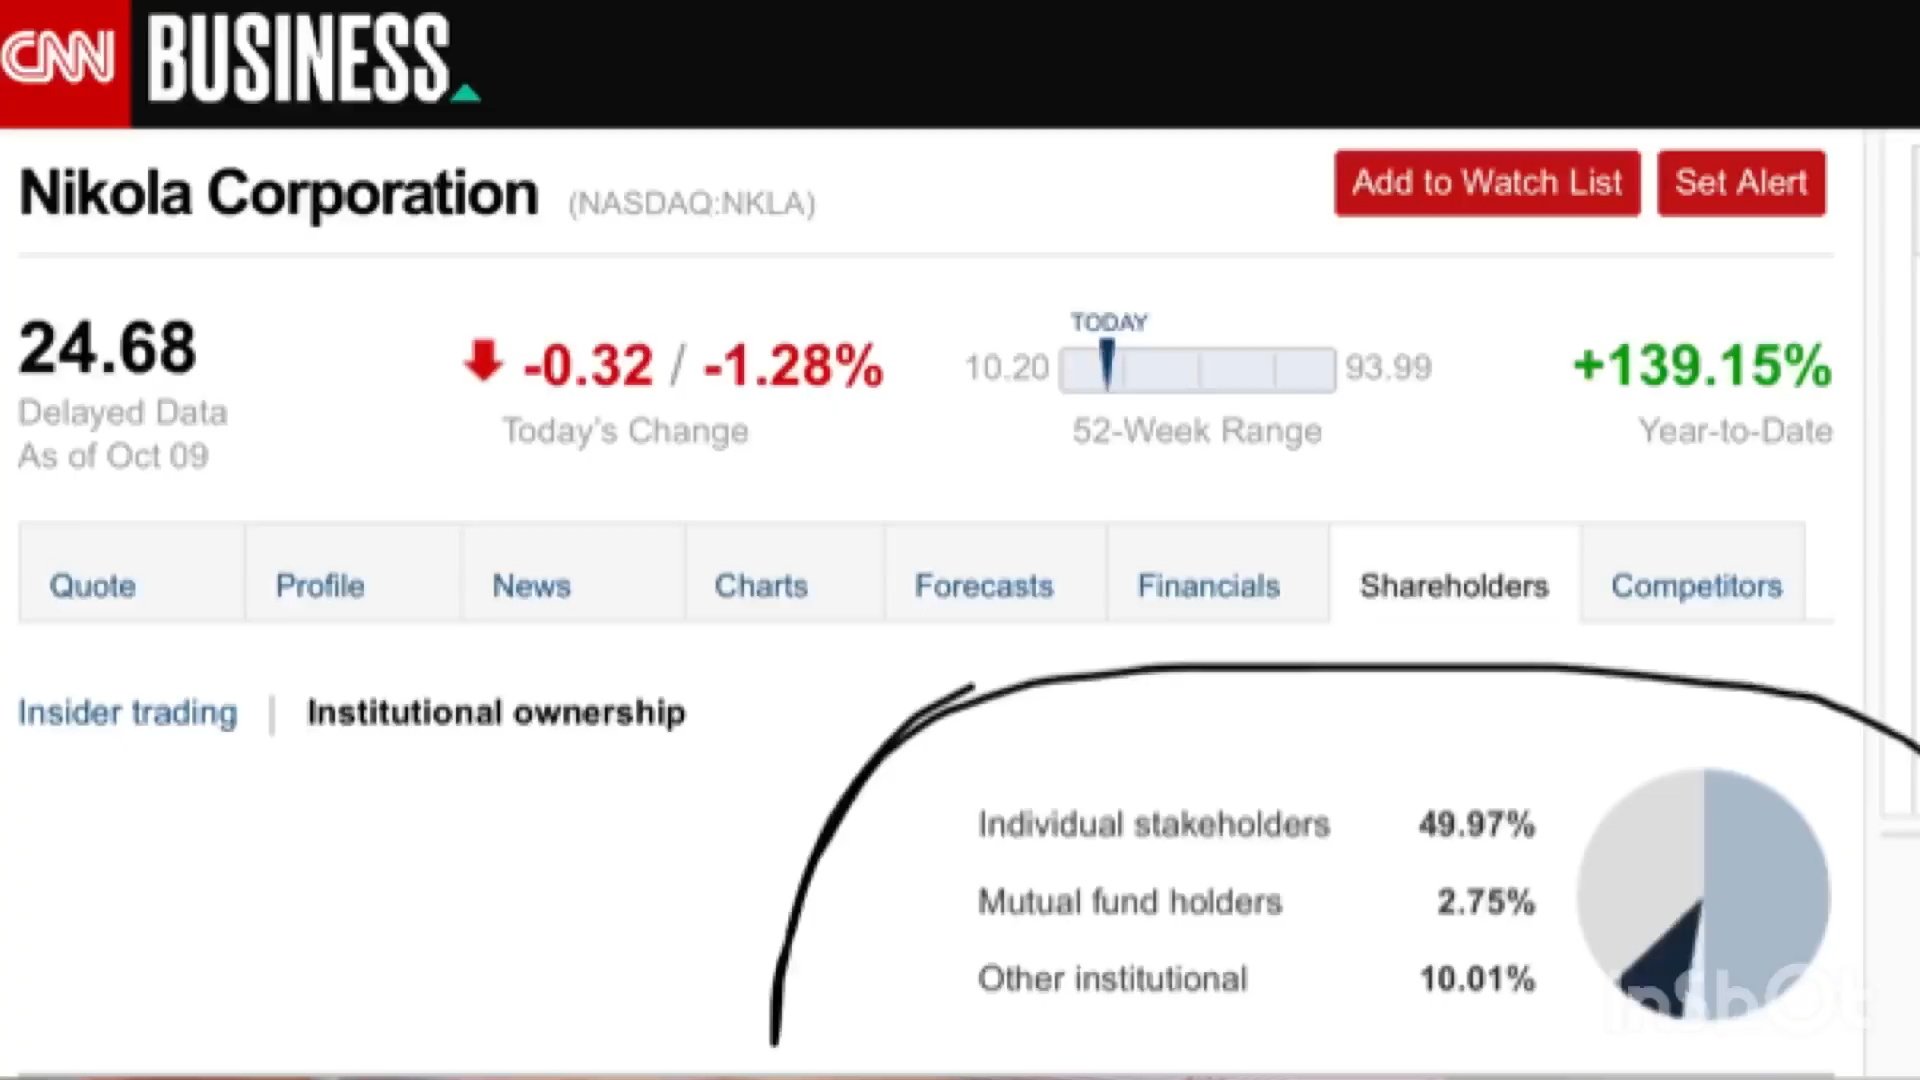 CNN BUSINESS
Nikola Corporation (NASDAQ:NKLA)
Add to Watch List
Set Alert
24.68
Delayed Data
As of Oct 09
-0.32 / -1.28%
Today's Change
TODAY
10.20
93.99
52-Week Range
+139.15%
Year-to-Date
Quote
Profile
News
Charts
Forecasts
Financials
Shareholders
Competitors
Insider trading | Institutional ownership
Individual stakeholders 49.97%
Mutual fund holders 2.75%
Other institutional 10.01%
InShOt